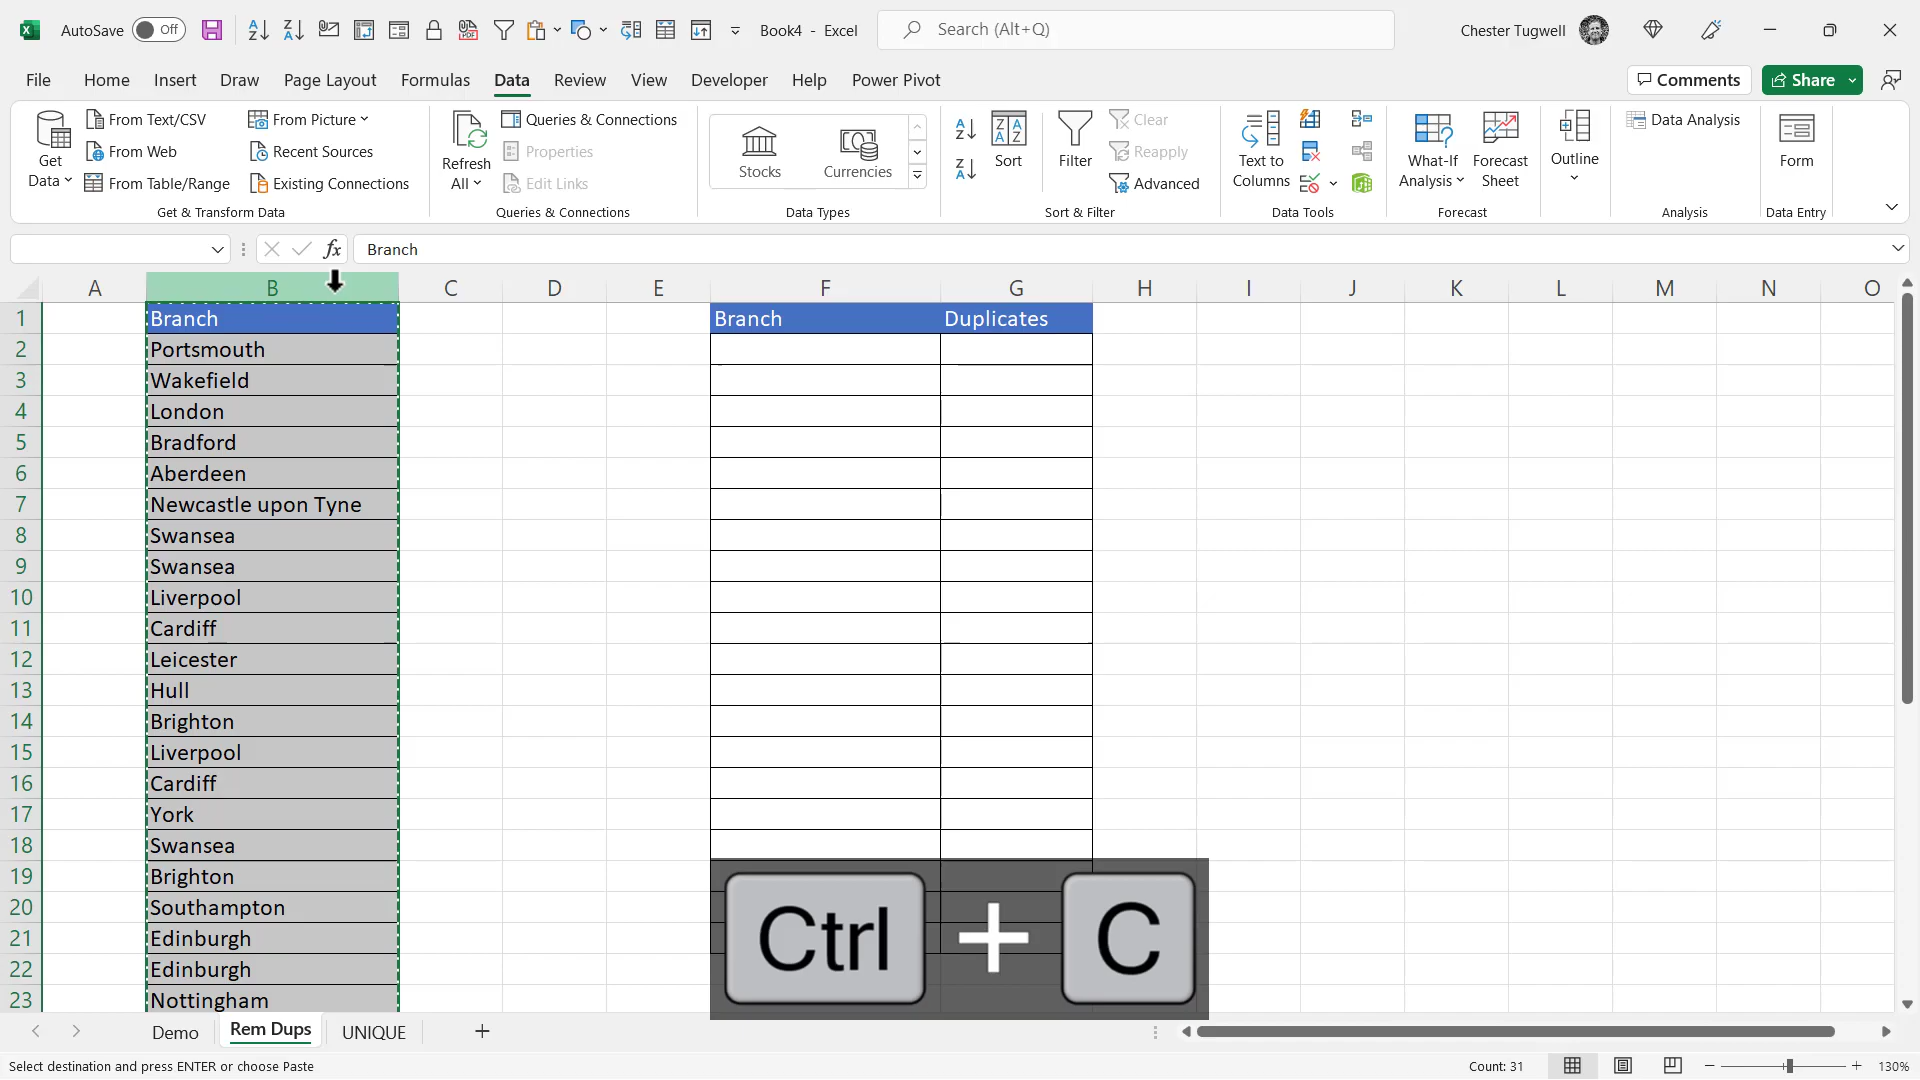 AutoSave Off Book4 - Excel Search (Alt+Q) Chester Tugwell
File Home Insert Draw Page Layout Formulas Data Review View Developer Help Power Pivot Comments Share
Get Data
From Text/CSV
From Web
From Table/Range
From Picture
Recent Sources
Existing Connections
Get & Transform Data
Refresh All
Queries & Connections
Properties
Edit Links
Queries & Connections
Stocks
Currencies
Data Types
Sort
Filter
Clear
Reapply
Advanced
Sort & Filter
Text to Columns
Data Tools
What-If Analysis
Forecast Sheet
Forecast
Outline
Data Analysis
Analysis
Form
Data Entry
fx Branch
A B C D E F G H I J K L M N O
1 Branch Branch Duplicates
2 Portsmouth
3 Wakefield
4 London
5 Bradford
6 Aberdeen
7 Newcastle upon Tyne
8 Swansea
9 Swansea
10 Liverpool
11 Cardiff
12 Leicester
13 Hull
14 Brighton
15 Liverpool
16 Cardiff
17 York
18 Swansea
19 Brighton
20 Southampton
21 Edinburgh
22 Edinburgh
23 Nottingham
Ctrl + C
Demo Rem Dups UNIQUE
Select destination and press ENTER or choose Paste Count: 31 130%